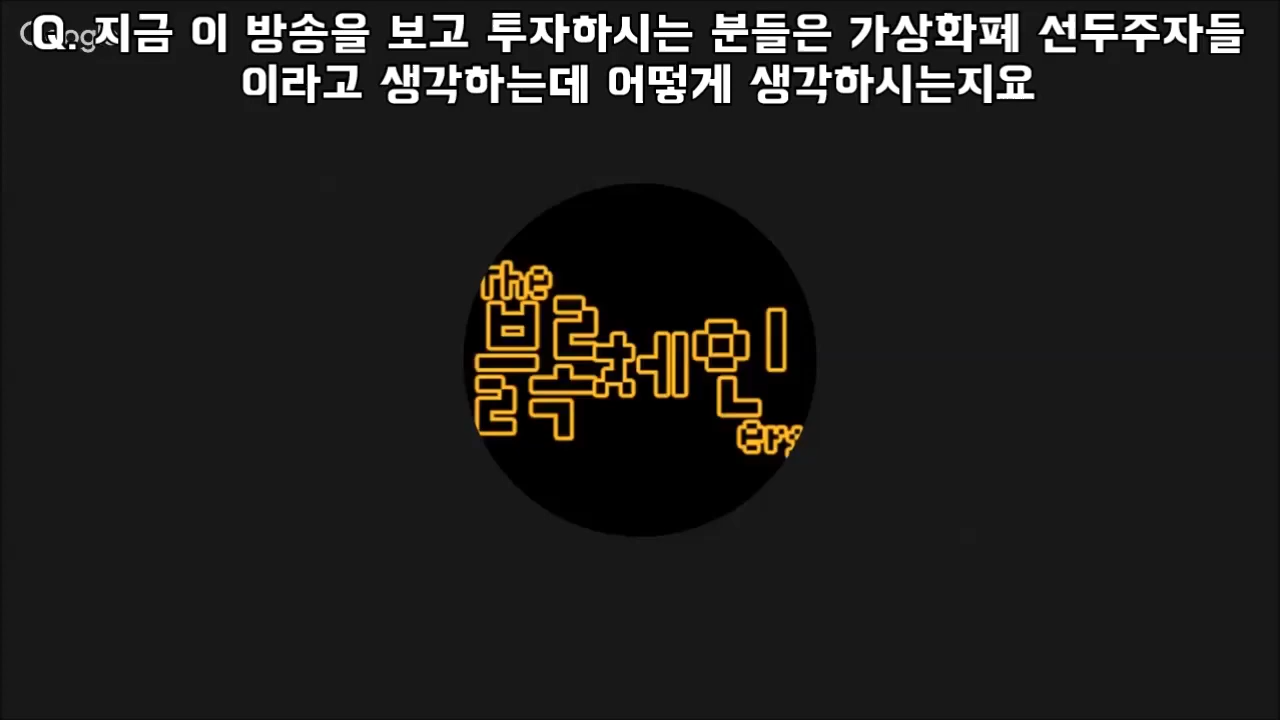 Q. 지금 이 방송을 보고 투자하시는 분들은 가상화폐 선두주자들
이라고 생각하는데 어떻게 생각하시는지요
The
블록체인
ers